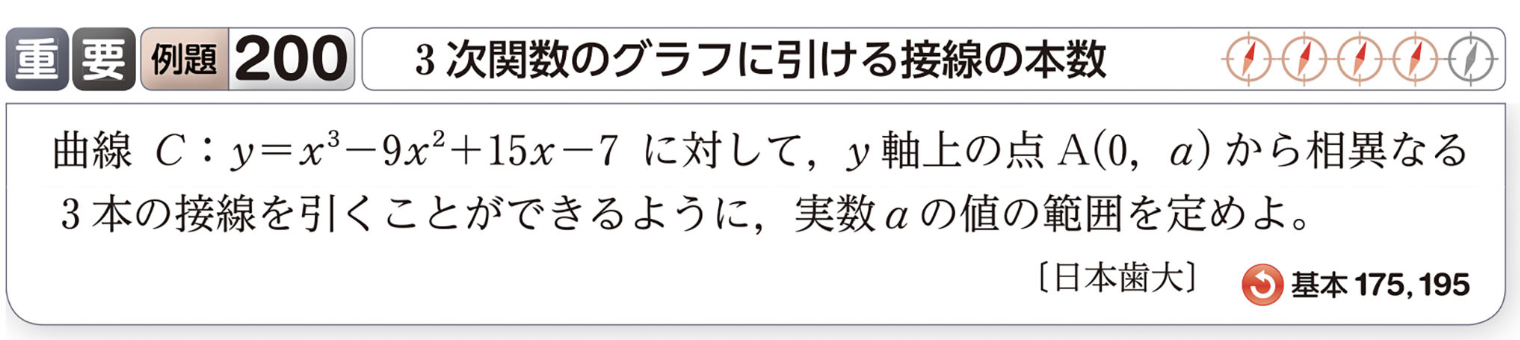 重要 例題 200 3次関数のグラフに引ける接線の本数
曲線 C：y=x³−9x²+15x−7 に対して，y軸上の点 A(0，a)から相異なる
3本の接線を引くことができるように，実数aの値の範囲を定めよ。
〔日本歯大〕 基本 175, 195